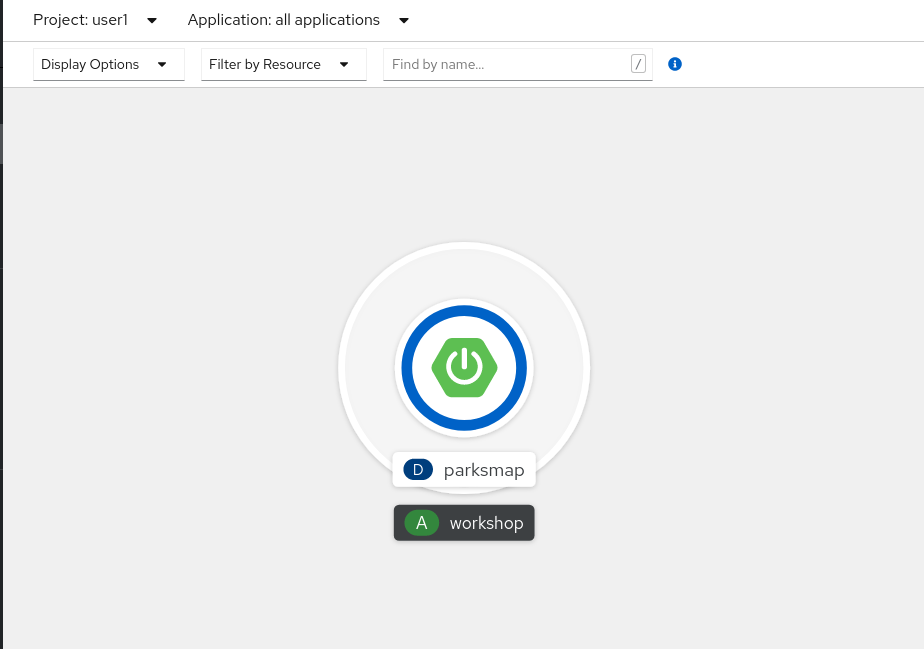 Project: user1 Application: all applications
Display Options Filter by Resource Find by name... /
D parksmap
A workshop